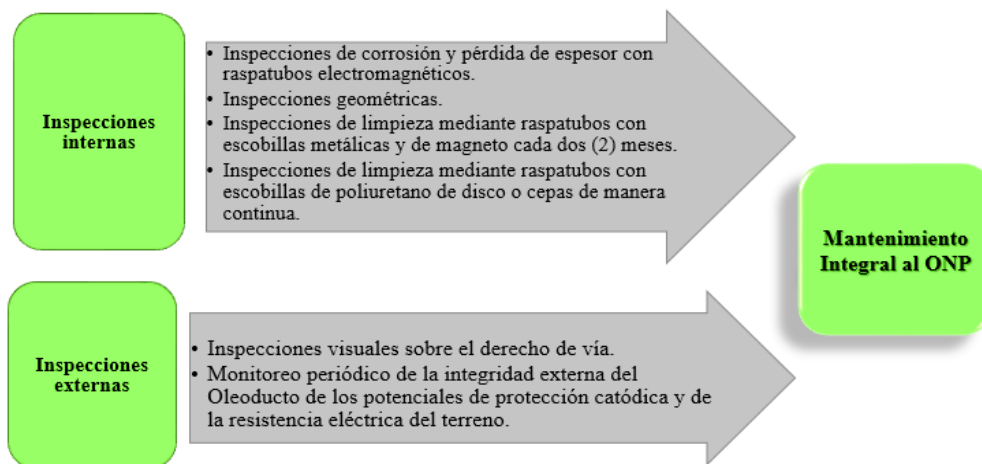 Inspecciones
internas
• Inspecciones de corrosión y pérdida de espesor con
raspatubos electromagnéticos.
• Inspecciones geométricas.
• Inspecciones de limpieza mediante raspatubos con
escobillas metálicas y de magneto cada dos (2) meses.
• Inspecciones de limpieza mediante raspatubos con
escobillas de poliuretano de disco o cepas de manera
continua.
Inspecciones
externas
• Inspecciones visuales sobre el derecho de vía.
• Monitoreo periódico de la integridad externa del
Oleoducto de los potenciales de protección catódica y de
la resistencia eléctrica del terreno.
Mantenimiento
Integral al ONP